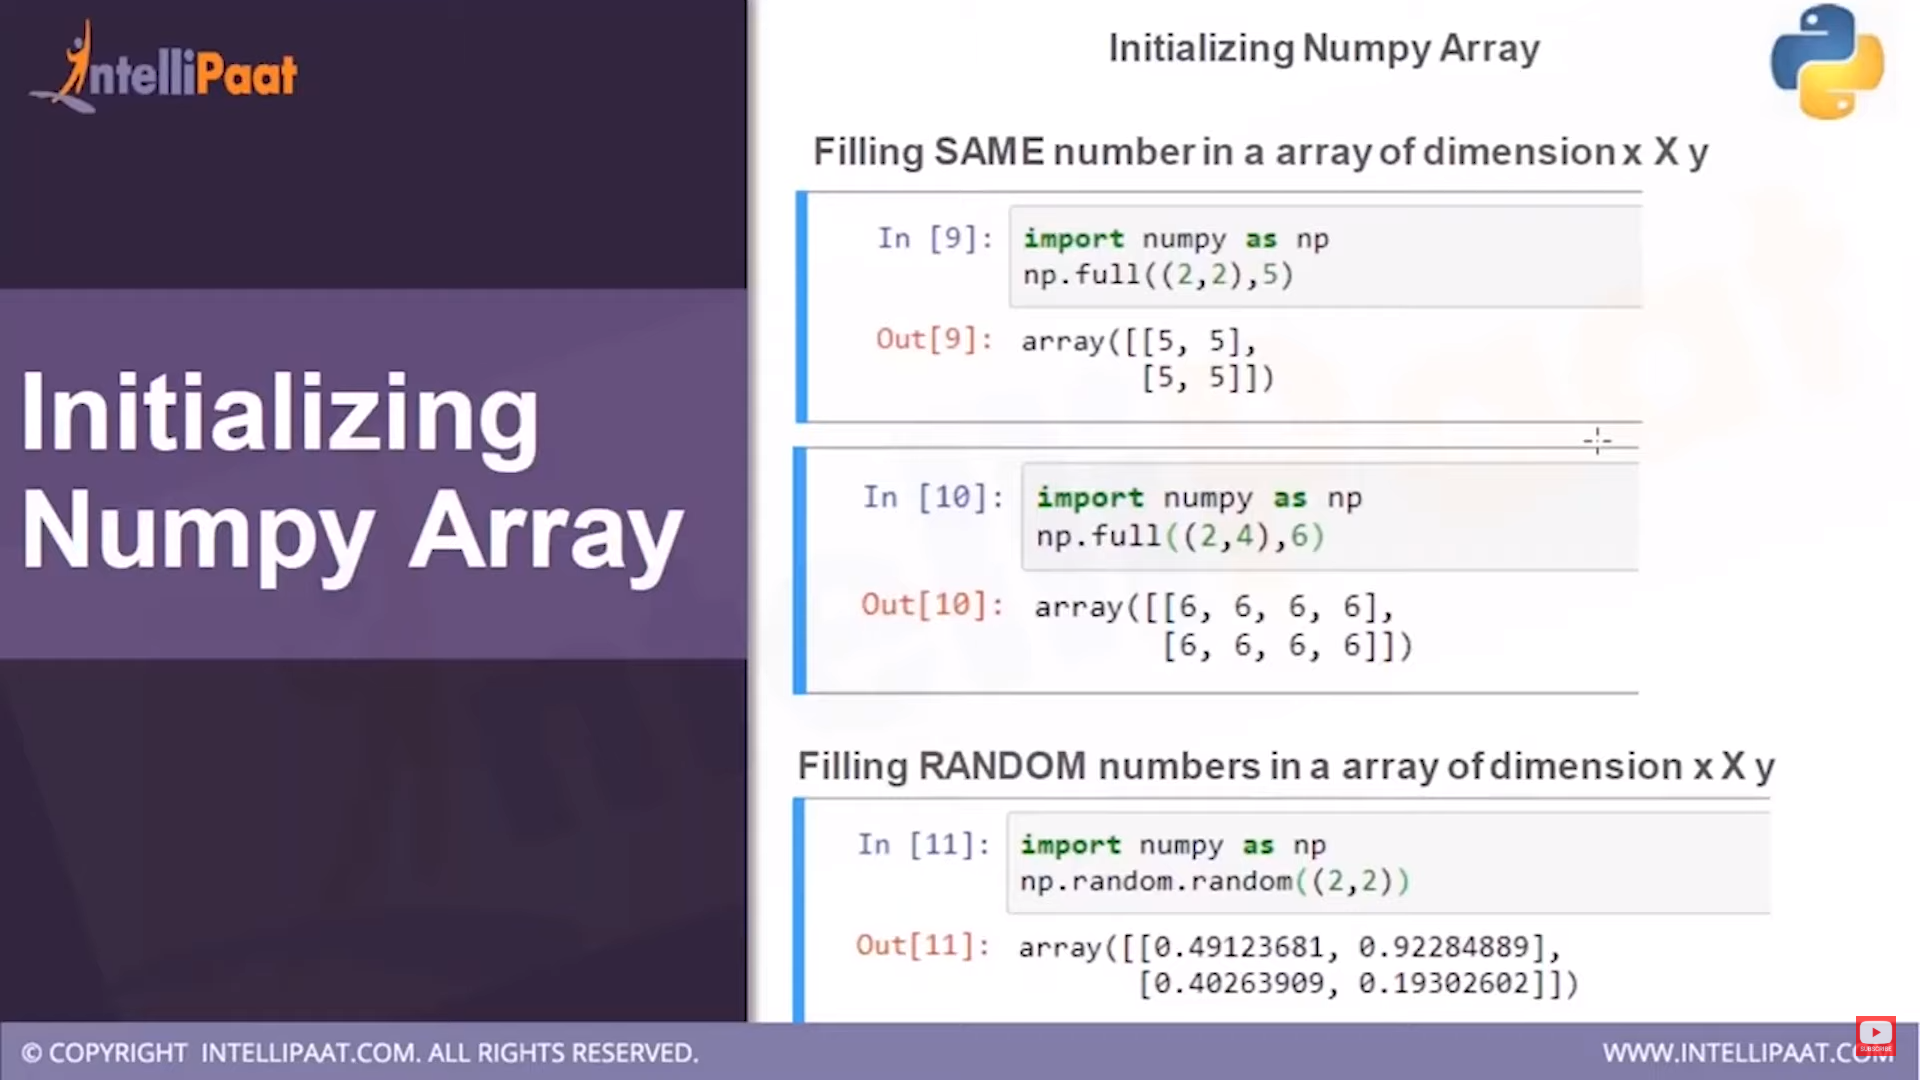 IntelliPaat
Initializing
Numpy Array
Initializing Numpy Array
Filling SAME number in a array of dimension x X y
In [9]: import numpy as np
np.full((2,2),5)
Out[9]: array([[5, 5],
[5, 5]])
In [10]: import numpy as np
np.full((2,4),6)
Out[10]: array([[6, 6, 6, 6],
[6, 6, 6, 6]])
Filling RANDOM numbers in a array of dimension x X y
In [11]: import numpy as np
np.random.random((2,2))
Out[11]: array([[0.49123681, 0.92284889],
[0.40263909, 0.19302602]])
© COPYRIGHT INTELLIPAAT.COM. ALL RIGHTS RESERVED.
WWW.INTELLIPAAT.COM
SUBSCRIBE